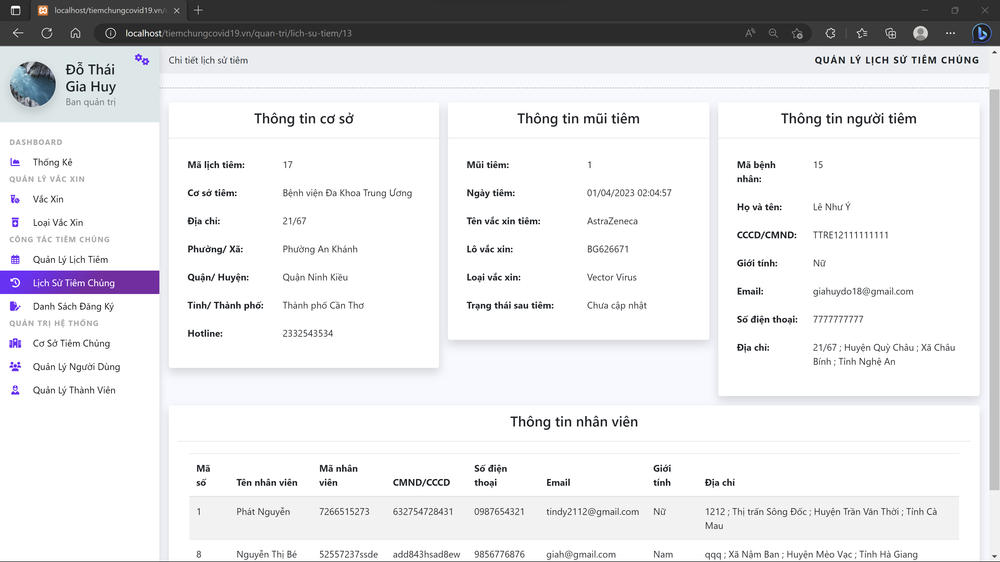 localhost/tiemchungcovid19.vn/
localhost/tiemchungcovid19.vn/quan-tri/lich-su-tiem/13
Đỗ Thái
Gia Huy
Ban quản trị
DASHBOARD
Thống Kê
QUẢN LÝ VẮC XIN
Vắc Xin
Loại Vắc Xin
CÔNG TÁC TIÊM CHỦNG
Quản Lý Lịch Tiêm
Lịch Sử Tiêm Chủng
Danh Sách Đăng Ký
QUẢN TRỊ HỆ THỐNG
Cơ Sở Tiêm Chủng
Quản Lý Người Dùng
Quản Lý Thành Viên
Chi tiết lịch sử tiêm
QUẢN LÝ LỊCH SỬ TIÊM CHỦNG
Thông tin cơ sở
Mã lịch tiêm: 17
Cơ sở tiêm: Bệnh viện Đa Khoa Trung Ương
Địa chỉ: 21/67
Phường/ Xã: Phường An Khánh
Quận/ Huyện: Quận Ninh Kiều
Tỉnh/ Thành phố: Thành phố Cần Thơ
Hotline: 2332543534
Thông tin mũi tiêm
Mũi tiêm: 1
Ngày tiêm: 01/04/2023 02:04:57
Tên vắc xin tiêm: AstraZeneca
Lô vắc xin: BG626671
Loại vắc xin: Vector Virus
Trạng thái sau tiêm: Chưa cập nhật
Thông tin người tiêm
Mã bệnh 15
nhân:
Họ và tên: Lê Như Ý
CCCD/CMND: TTRE12111111111
Giới tính: Nữ
Email: giahuydo18@gmail.com
Số điện thoại: 7777777777
Địa chỉ: 21/67 ; Huyện Quỳ Châu ; Xã Châu
Bính ; Tỉnh Nghệ An
Thông tin nhân viên
Mã Mã nhân Số điện Giới
số Tên nhân viên viên CMND/CCCD thoại Email tính Địa chỉ
1 Phát Nguyễn 7266515273 632754728431 0987654321 tindy2112@gmail.com Nữ 1212 ; Thị trấn Sông Đốc ; Huyện Trần Văn Thời ; Tỉnh Cà
Mau
8 Nguyễn Thị Bé 52557237ssde add843hsad8ew 9856776876 giah@gmail.com Nam qqq ; Xã Nậm Ban ; Huyện Mèo Vạc ; Tỉnh Hà Giang